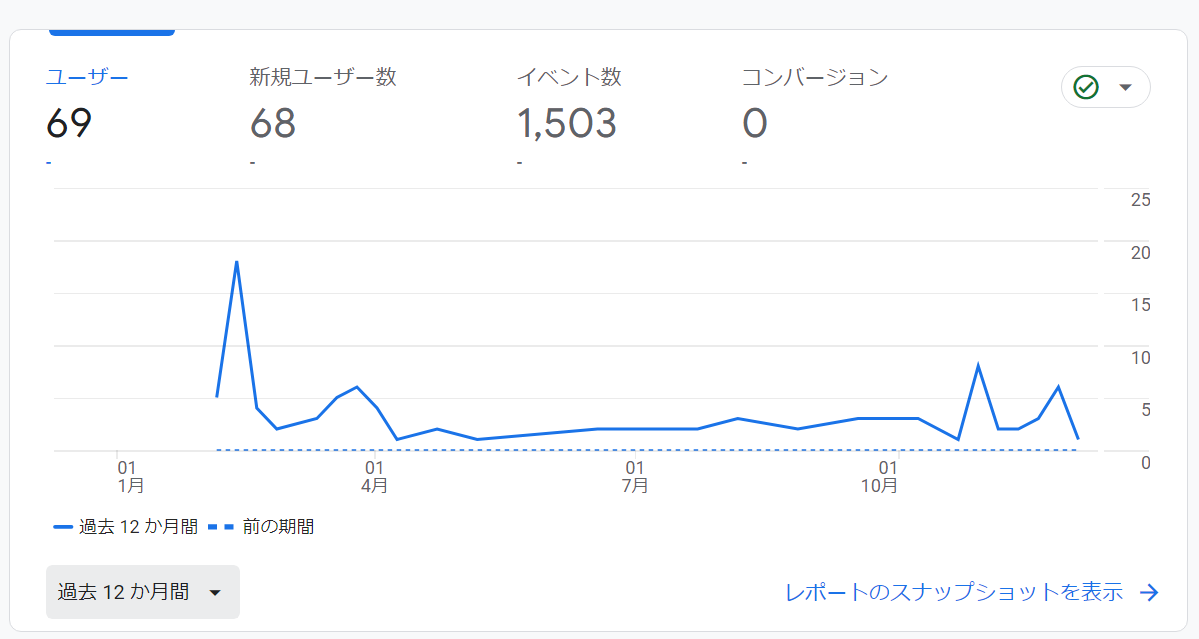 ユーザー 新規ユーザー数 イベント数 コンバージョン
69 68 1,503 0
- - - -
25
20
15
10
5
0
01 01 01 01
1月 4月 7月 10月
過去 12 か月間 前の期間
過去 12 か月間 レポートのスナップショットを表示